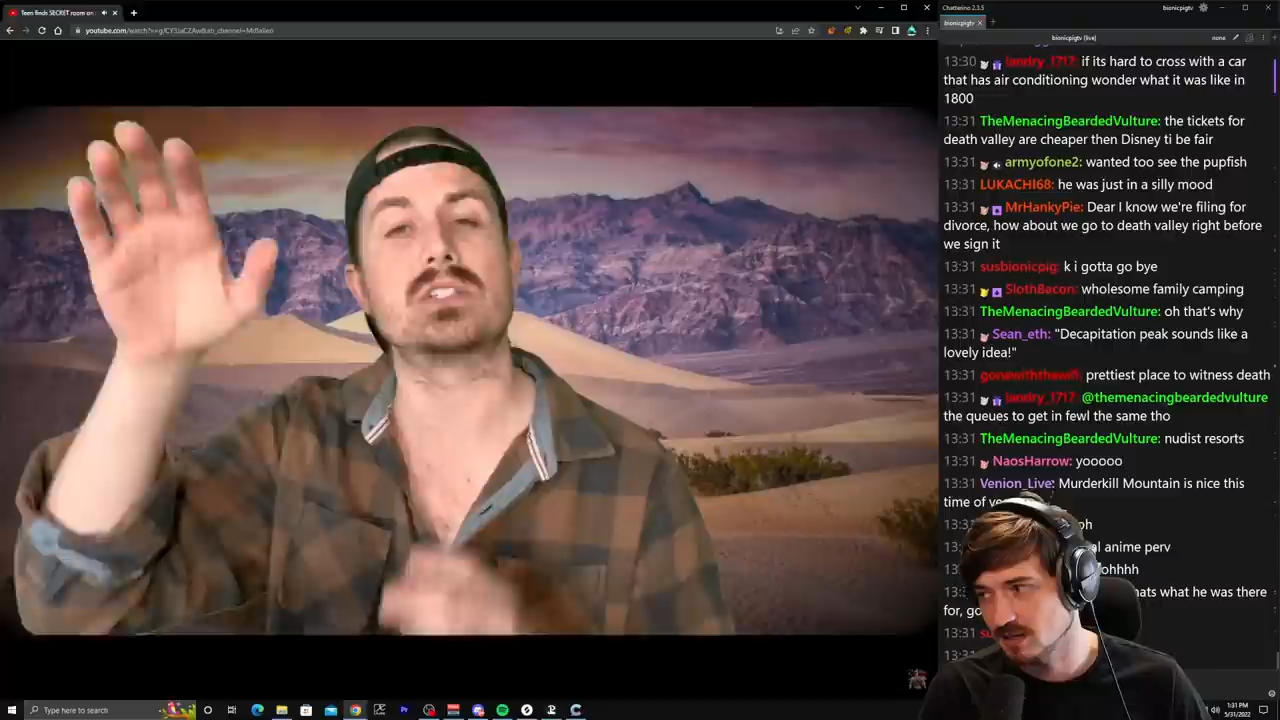 Teen finds SECRET room on
youtube.com/watch?
Chatterino 2.3.5
bionicpigtv
bionicpigtv
bionicpigtv (live)
none
13:30 landry_1717: if its hard to cross with a car
that has air conditioning wonder what it was like in
1800
13:31 TheMenacingBeardedVulture: the tickets for
death valley are cheaper then Disney ti be fair
13:31 armyofone2: wanted too see the pupfish
13:31 LUKACHI68: he was just in a silly mood
13:31 MrHankyPie: Dear I know we're filing for
divorce, how about we go to death valley right before
we sign it
13:31 susbionicpig: k i gotta go bye
13:31 SlothBacon: wholesome family camping
13:31 TheMenacingBeardedVulture: oh that's why
13:31 Sean_eth: "Decapitation peak sounds like a
lovely idea!"
13:31 gonewiththewifi: prettiest place to witness death
13:31 landry_1717: @themenacingbeardedvulture
the queues to get in fewl the same tho
13:31 TheMenacingBeardedVulture: nudist resorts
13:31 NaosHarrow: yooooo
13:31 Venion_Live: Murderkill Mountain is nice this
time of
oh
al anime perv
ohhhh
hats what he was there
for,
13:31
13:31
Type here to search
1:31 PM
5/31/2022